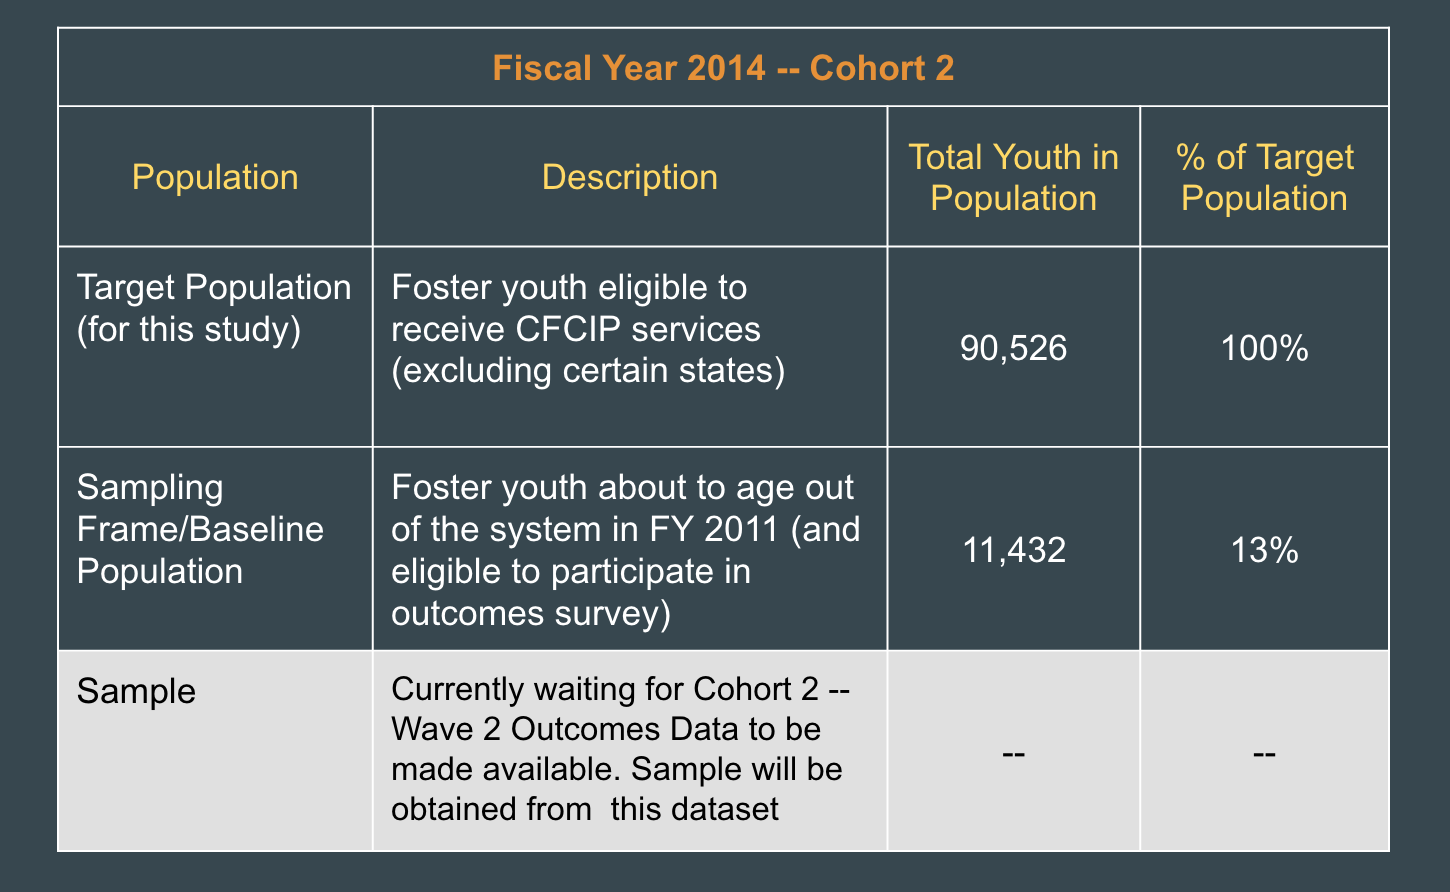 Fiscal Year 2014 -- Cohort 2
Population
Description
Total Youth in
Population
% of Target
Population
Target Population
(for this study)
Foster youth eligible to
receive CFCIP services
(excluding certain states)
90,526
100%
Sampling
Frame/Baseline
Population
Foster youth about to age out
of the system in FY 2011 (and
eligible to participate in
outcomes survey)
11,432
13%
Sample
Currently waiting for Cohort 2 --
Wave 2 Outcomes Data to be
made available. Sample will be
obtained from  this dataset
--
--